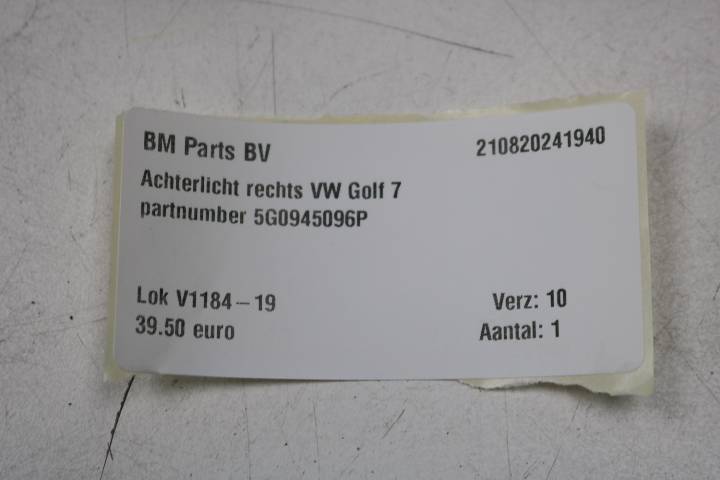 BM Parts BV 210820241940
Achterlicht rechts VW Golf 7
partnumber 5G0945096P
Lok V1184-19 Verz: 10
39.50 euro Aantal: 1